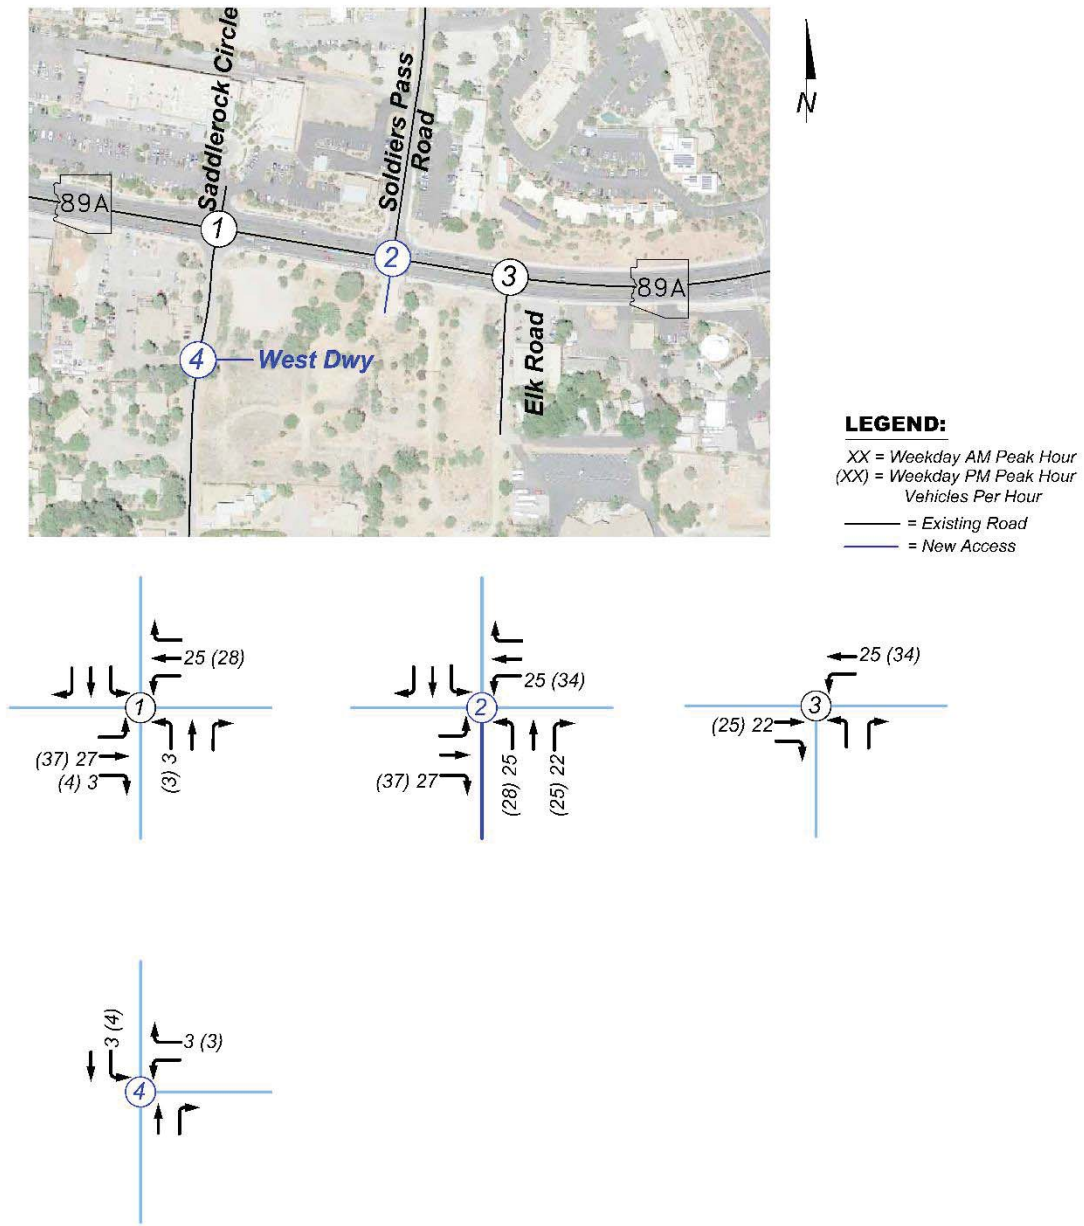 Saddlerock Circle
Soldiers Pass
Road
N
89A
1
2
3
89A
4
West Dwy
Elk Road
LEGEND:
XX = Weekday AM Peak Hour
(XX) = Weekday PM Peak Hour
Vehicles Per Hour
= Existing Road
= New Access
25 (28)
1
(37) 27
(4) 3
(3) 3
25 (34)
2
(37) 27
(28) 25
(25) 22
25 (34)
3
(25) 22
3 (4)
3 (3)
4